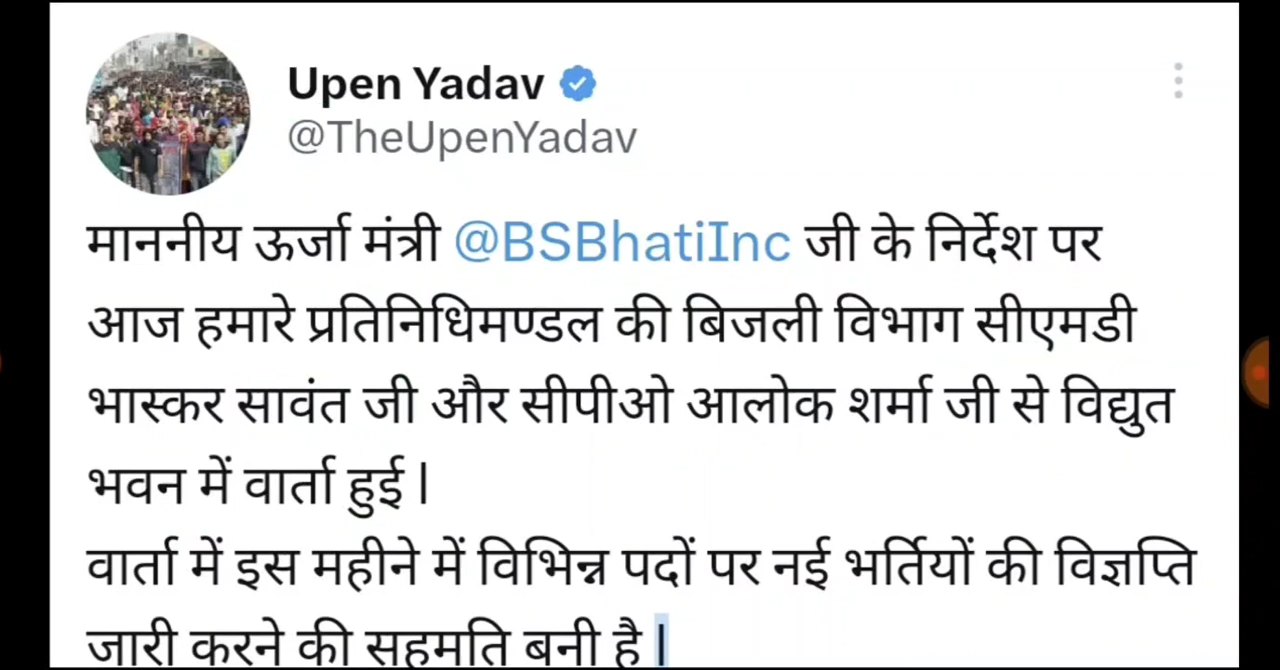 Upen Yadav
@TheUpenYadav
माननीय ऊर्जा मंत्री @BSBhatiInc जी के निर्देश पर
आज हमारे प्रतिनिधिमण्डल की बिजली विभाग सीएमडी
भास्कर सावंत जी और सीपीओ आलोक शर्मा जी से विद्युत
भवन में वार्ता हुई l
वार्ता में इस महीने में विभिन्न पदों पर नई भर्तियों की विज्ञप्ति
जारी करने की सहमति बनी है l